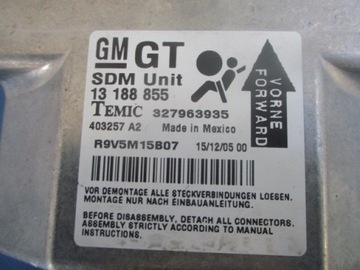 GM GT
SDM Unit
13 188 855
TEMIC 327963935
403257 A2 Made in Mexico
R9V5M15B07 15/12/05 00
VORNE
FORWARD
VOR DEMONTAGE ALLE STECKVERBINDUNGEN LOESEN.
MONTAGE NUR NACH EINBAUANLEITUNG.
BEFORE DISASSEMBLY, DETACH ALL CONNECTORS.
ASSEMBLY STRICTLY ACCORDING TO MANUAL
INSTRUCTIONS.